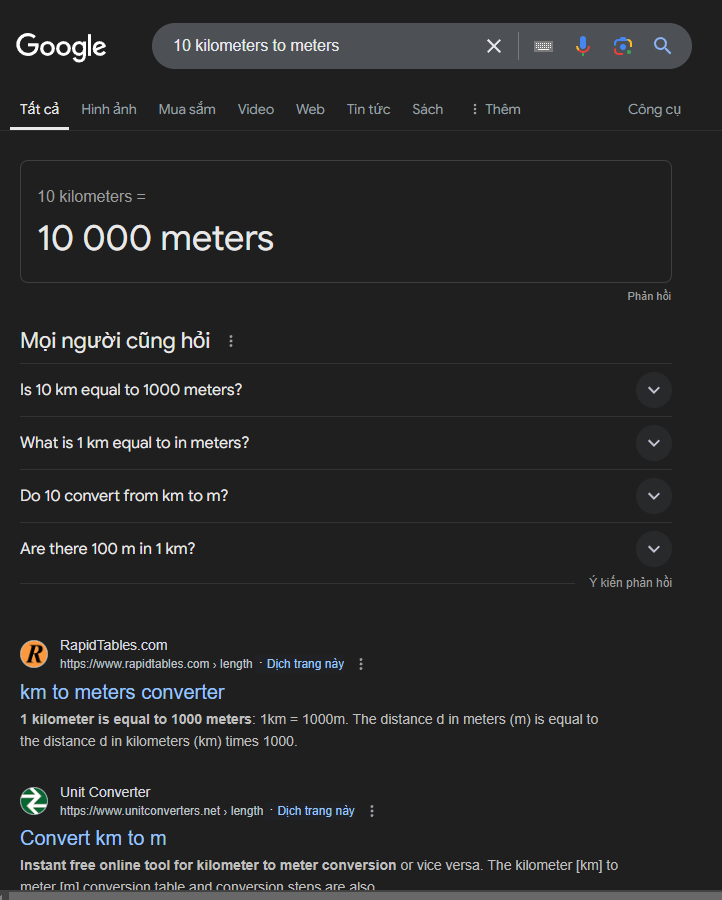 Google
10 kilometers to meters
Tất cả Hình ảnh Mua sắm Video Web Tin tức Sách Thêm Công cụ
10 kilometers =
10 000 meters
Phản hồi
Mọi người cũng hỏi
Is 10 km equal to 1000 meters?
What is 1 km equal to in meters?
Do 10 convert from km to m?
Are there 100 m in 1 km?
Ý kiến phản hồi
R
RapidTables.com
https://www.rapidtables.com › length · Dịch trang này
km to meters converter
1 kilometer is equal to 1000 meters: 1km = 1000m. The distance d in meters (m) is equal to
the distance d in kilometers (km) times 1000.
Unit Converter
https://www.unitconverters.net › length · Dịch trang này
Convert km to m
Instant free online tool for kilometer to meter conversion or vice versa. The kilometer [km] to
meter [m] conversion table and conversion steps are also